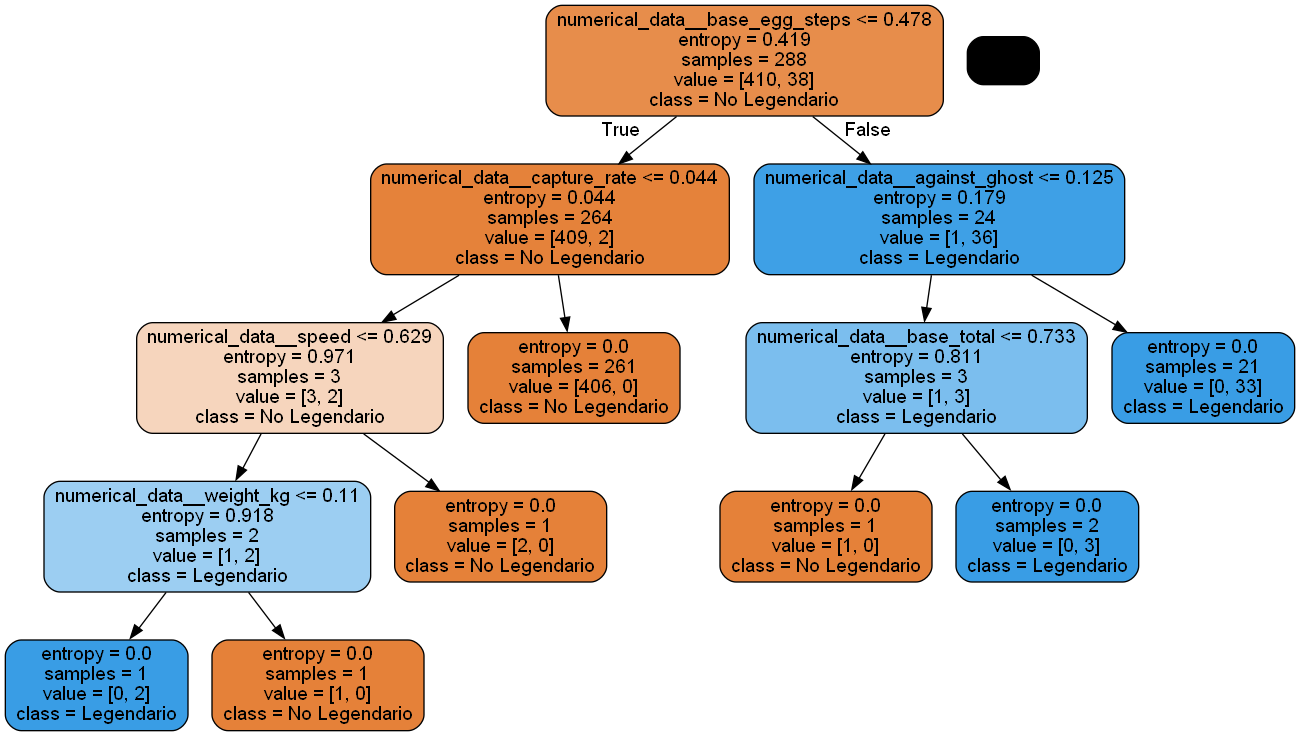 numerical_data__base_egg_steps <= 0.478
entropy = 0.419
samples = 288
value = [410, 38]
class = No Legendario
True
False
numerical_data__capture_rate <= 0.044
entropy = 0.044
samples = 264
value = [409, 2]
class = No Legendario
numerical_data__against_ghost <= 0.125
entropy = 0.179
samples = 24
value = [1, 36]
class = Legendario
numerical_data__speed <= 0.629
entropy = 0.971
samples = 3
value = [3, 2]
class = No Legendario
entropy = 0.0
samples = 261
value = [406, 0]
class = No Legendario
numerical_data__base_total <= 0.733
entropy = 0.811
samples = 3
value = [1, 3]
class = Legendario
entropy = 0.0
samples = 21
value = [0, 33]
class = Legendario
numerical_data__weight_kg <= 0.11
entropy = 0.918
samples = 2
value = [1, 2]
class = Legendario
entropy = 0.0
samples = 1
value = [2, 0]
class = No Legendario
entropy = 0.0
samples = 1
value = [1, 0]
class = No Legendario
entropy = 0.0
samples = 2
value = [0, 3]
class = Legendario
entropy = 0.0
samples = 1
value = [0, 2]
class = Legendario
entropy = 0.0
samples = 1
value = [1, 0]
class = No Legendario